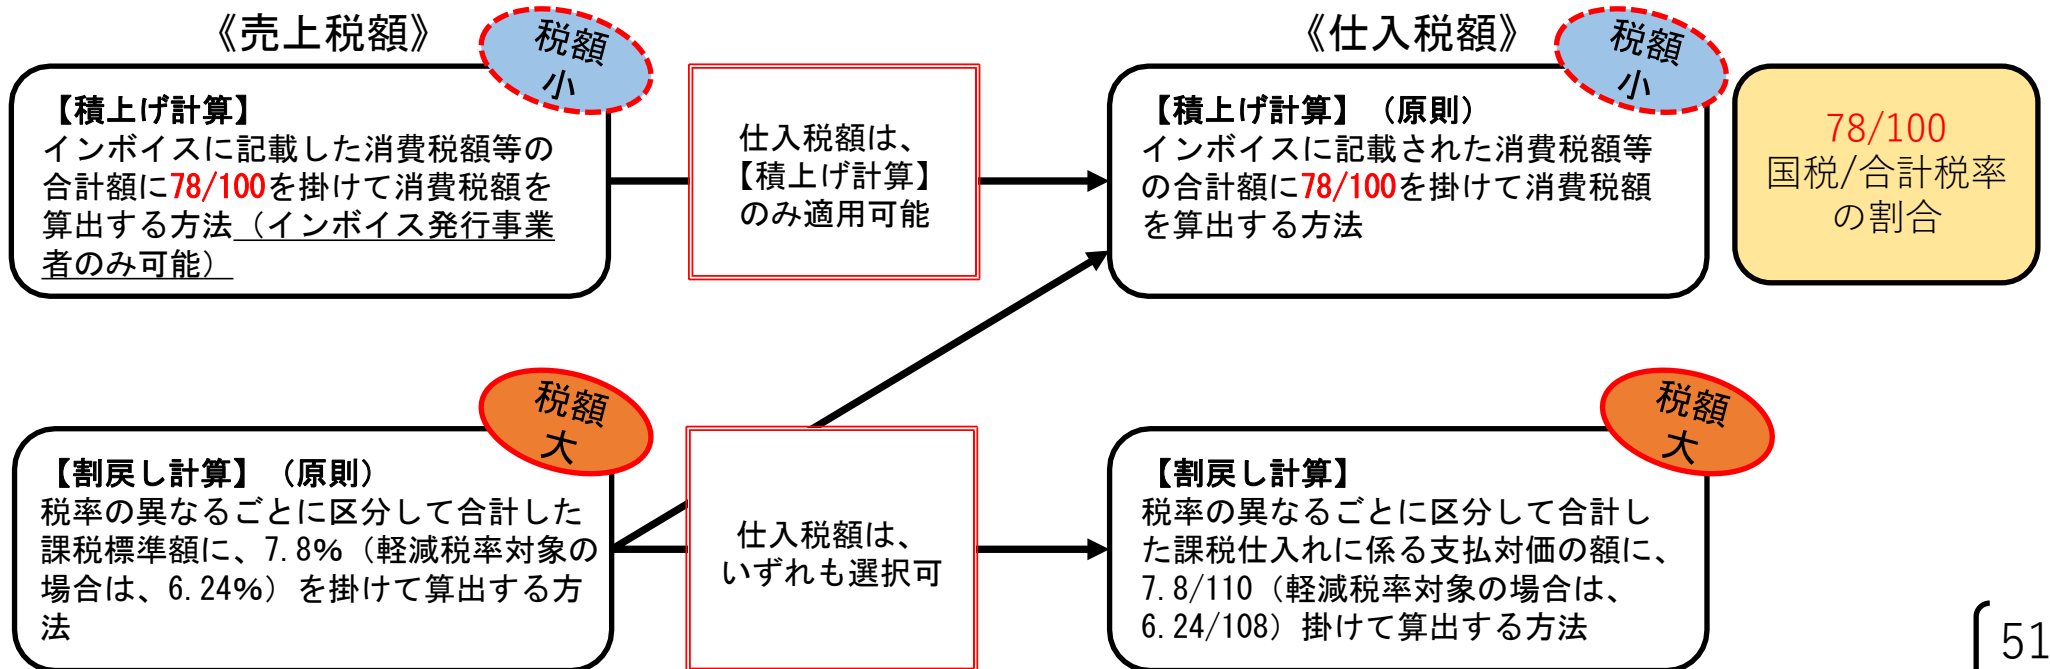 《売上税額》
税額
小
【積上げ計算】
インボイスに記載した消費税額等の
合計額に78/100を掛けて消費税額を
算出する方法（インボイス発行事業
者のみ可能）
仕入税額は、
【積上げ計算】
のみ適用可能
《仕入税額》
税額
小
【積上げ計算】（原則）
インボイスに記載された消費税額等
の合計額に78/100を掛けて消費税額
を算出する方法
78/100
国税/合計税率
の割合
税額
大
【割戻し計算】（原則）
税率の異なるごとに区分して合計した
課税標準額に、7.8%（軽減税率対象の
場合は、6.24%）を掛けて算出する方
法
仕入税額は、
いずれも選択可
税額
大
【割戻し計算】
税率の異なるごとに区分して合計し
た課税仕入れに係る支払対価の額に、
7.8/110（軽減税率対象の場合は、
6.24/108）掛けて算出する方法
51